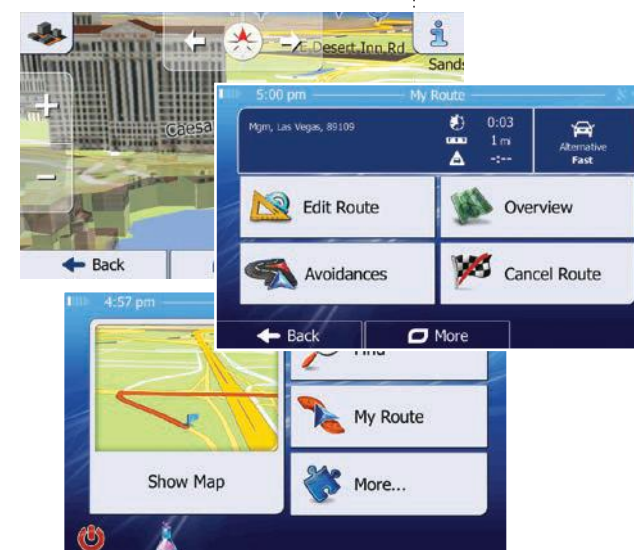 E.Desert.Inn.Rd
Sands
Caesa
Back
5:00 pm
My Route
Mgm, Las Vegas, 89109
0:03
1 mi
-:--
Alternative
Fast
Edit Route
Overview
Avoidances
Cancel Route
Back
More
4:57 pm
Find
My Route
Show Map
More...